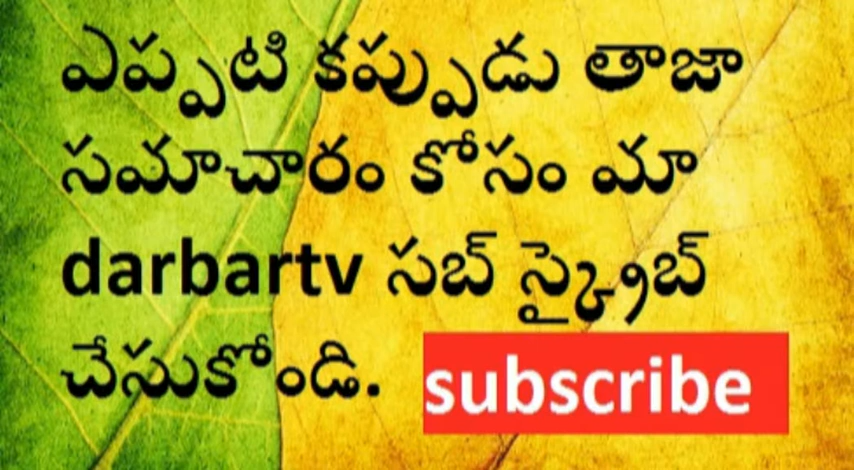 ఎప్పటి కప్పుడు తాజా
సమాచారం కోసం మా
darbartv సబ్ స్క్రైబ్
చేసుకోండి. subscribe